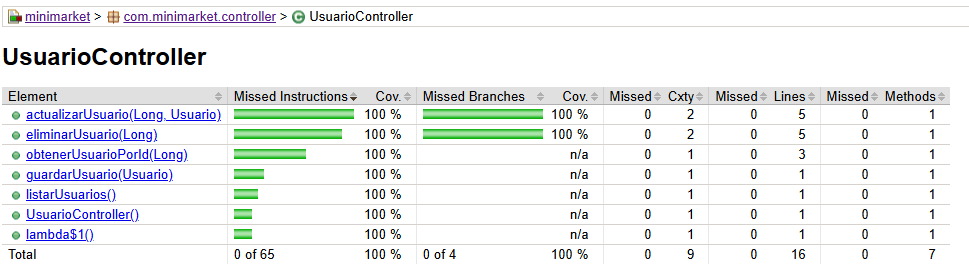 minimarket > com.minimarket.controller > UsuarioController
UsuarioController
Element Missed Instructions Cov. Missed Branches Cov. Missed Cxty Missed Lines Missed Methods
actualizarUsuario(Long, Usuario) 100 % 100 % 0 2 0 5 0 1
eliminarUsuario(Long) 100 % 100 % 0 2 0 5 0 1
obtenerUsuarioPorId(Long) 100 % n/a 0 1 0 3 0 1
guardarUsuario(Usuario) 100 % n/a 0 1 0 1 0 1
listarUsuarios() 100 % n/a 0 1 0 1 0 1
UsuarioController() 100 % n/a 0 1 0 1 0 1
lambda$1() 100 % n/a 0 1 0 1 0 1
Total 0 of 65 100 % 0 of 4 100 % 0 9 0 16 0 7